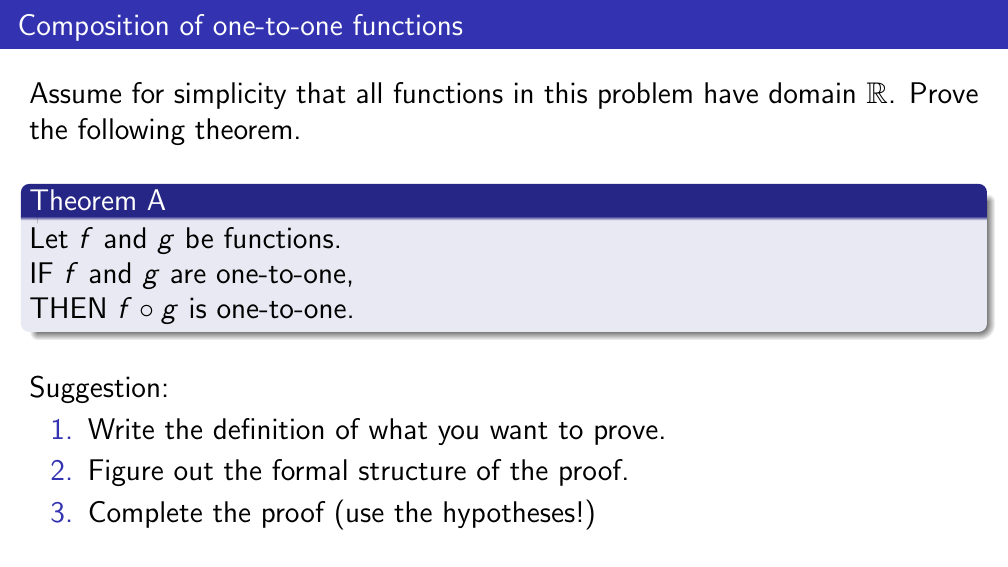 Composition of one-to-one functions
Assume for simplicity that all functions in this problem have domain ℝ. Prove
the following theorem.
Theorem A
Let f and g be functions.
IF f and g are one-to-one,
THEN f ∘ g is one-to-one.
Suggestion:
1. Write the definition of what you want to prove.
2. Figure out the formal structure of the proof.
3. Complete the proof (use the hypotheses!)